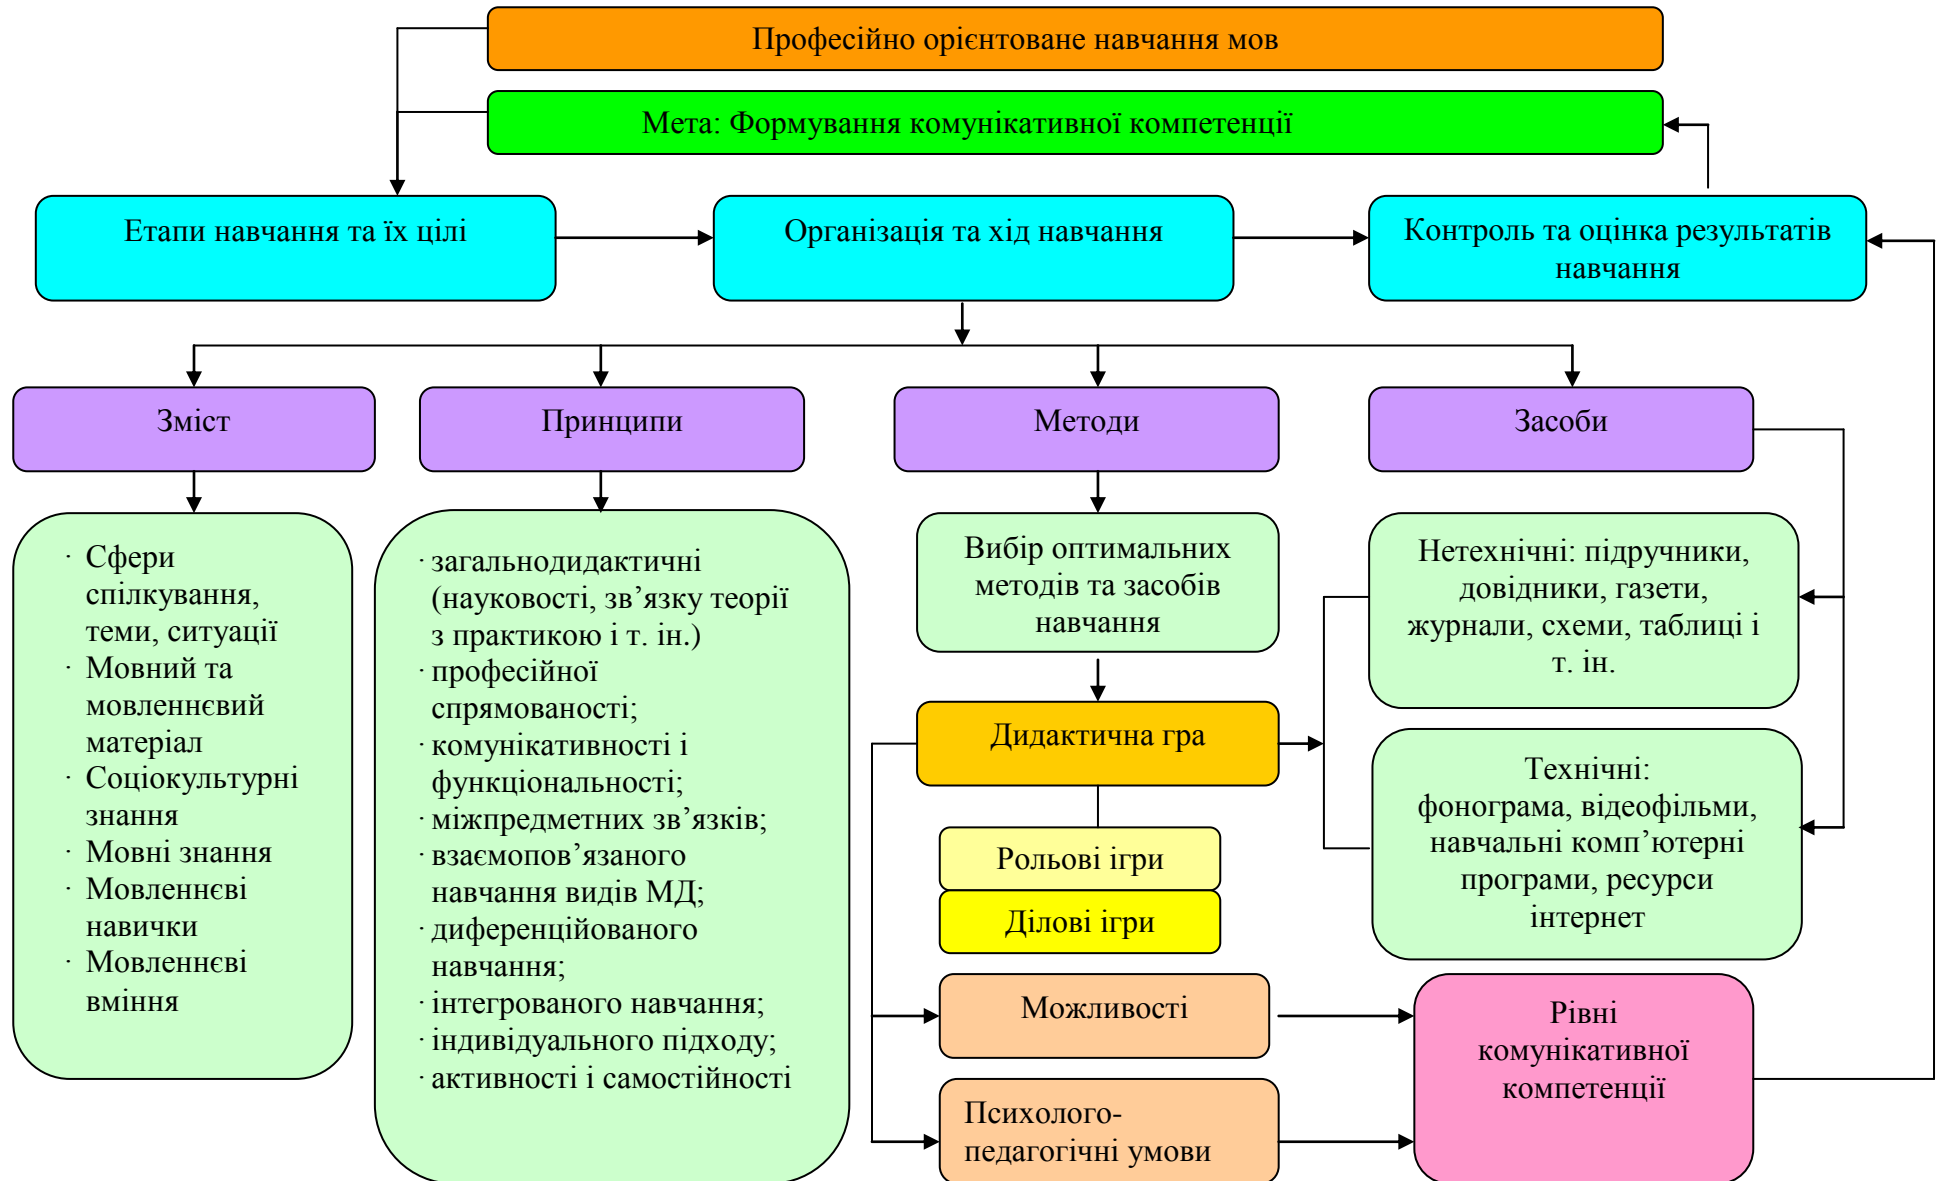 Професійно орієнтоване навчання мов
Мета: Формування комунікативної компетенції
Етапи навчання та їх цілі
Організація та хід навчання
Контроль та оцінка результатів
навчання
Зміст
Принципи
Методи
Засоби
· Сфери
спілкування,
теми, ситуації
· Мовний та
мовленнєвий
матеріал
· Соціокультурні
знання
· Мовні знання
· Мовленнєві
навички
· Мовленнєві
вміння
· загальнодидактичні
(науковості, зв’язку теорії
з практикою і т. ін.)
· професійної
спрямованості;
· комунікативності і
функціональності;
· міжпредметних зв’язків;
· взаємопов’язаного
навчання видів МД;
· диференційованого
навчання;
· інтегрованого навчання;
· індивідуального підходу;
· активності і самостійності
Вибір оптимальних
методів та засобів
навчання
Дидактична гра
Рольові ігри
Ділові ігри
Можливості
Психолого-
педагогічні умови
Нетехнічні: підручники,
довідники, газети,
журнали, схеми, таблиці і
т. ін.
Технічні:
фонограма, відеофільми,
навчальні комп’ютерні
програми, ресурси
інтернет
Рівні
комунікативної
компетенції